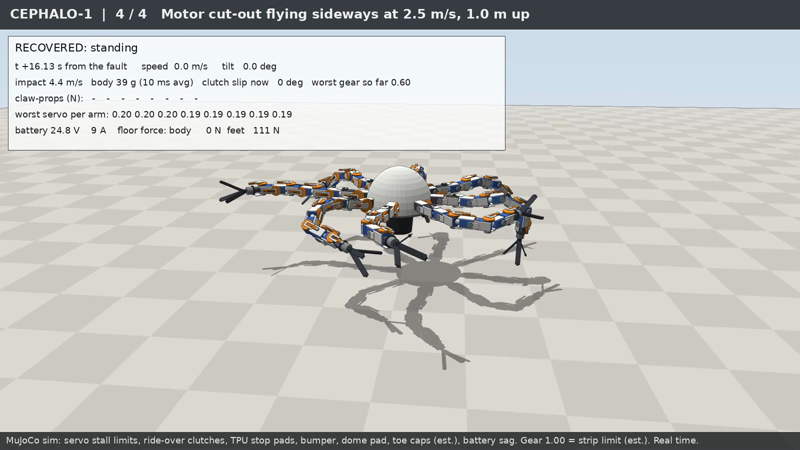 CEPHALO-1 | 4 / 4 Motor cut-out flying sideways at 2.5 m/s, 1.0 m up
RECOVERED: standing
t +16.13 s from the fault speed 0.0 m/s tilt 0.0 deg
impact 4.4 m/s body 39 g (10 ms avg) clutch slip now 0 deg worst gear so far 0.60
claw-props (N): - - - - - - - -
worst servo per arm: 0.20 0.20 0.20 0.19 0.19 0.19 0.19 0.19
battery 24.8 V 9 A floor force: body 0 N feet 111 N
MuJoCo sim: servo stall limits, ride-over clutches, TPU stop pads, bumper, dome pad, toe caps (est.), battery sag. Gear 1.00 = strip limit (est.). Real time.